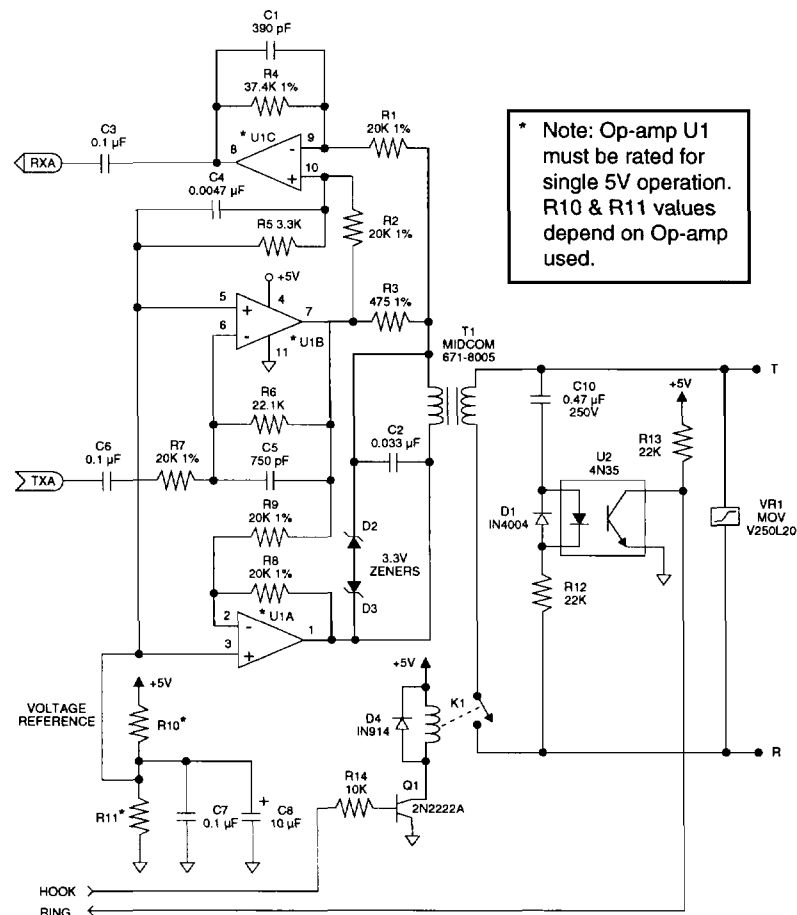 C1
390 pF
R4
37.4K 1%
R1
20K 1%
C3
0.1 µF
* U1C
8
9
-
10
+
RXA
C4
0.0047 µF
R5 3.3K
R2
20K 1%
* Note: Op-amp U1
must be rated for
single 5V operation.
R10 & R11 values
depend on Op-amp
used.
+5V
5
+
4
7
6
-
11
* U1B
R3
475 1%
T1
MIDCOM
671-8005
T
R6
22.1K
C5
750 pF
C2
0.033 µF
C10
0.47 µF
250V
+5V
R13
22K
U2
4N35
C6
0.1 µF
R7
20K 1%
TXA
R9
20K 1%
R8
20K 1%
D2
3.3V
ZENERS
D3
D1
IN4004
VR1
MOV
V250L20
R12
22K
* U1A
2
-
3
+
1
+5V
VOLTAGE
REFERENCE
R10*
+5V
D4
IN914
K1
R
R11*
C7
0.1 µF
+
C8
10 µF
R14
10K
Q1
2N2222A
HOOK
RING